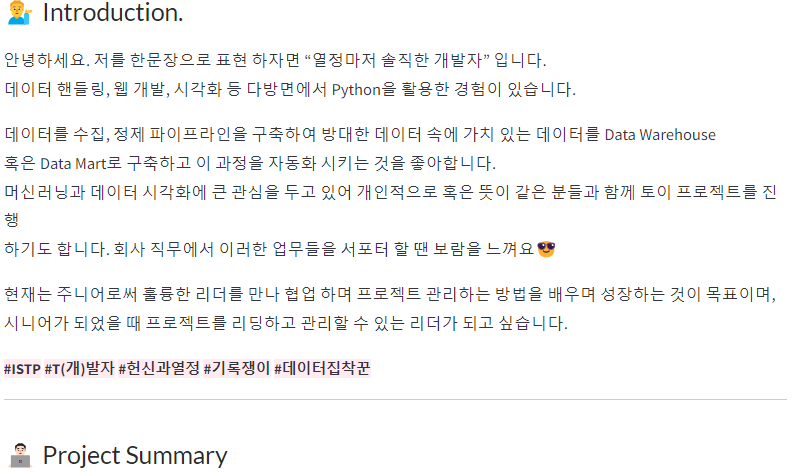 Introduction.
안녕하세요. 저를 한문장으로 표현 하자면 “열정마저 솔직한 개발자” 입니다.
데이터 핸들링, 웹 개발, 시각화 등 다방면에서 Python을 활용한 경험이 있습니다.
데이터를 수집, 정제 파이프라인을 구축하여 방대한 데이터 속에 가치 있는 데이터를 Data Warehouse
혹은 Data Mart로 구축하고 이 과정을 자동화 시키는 것을 좋아합니다.
머신러닝과 데이터 시각화에 큰 관심을 두고 있어 개인적으로 혹은 뜻이 같은 분들과 함께 토이 프로젝트를 진
행
하기도 합니다. 회사 직무에서 이러한 업무들을 서포터 할 땐 보람을 느껴요😎
현재는 주니어로써 훌륭한 리더를 만나 협업 하며 프로젝트 관리하는 방법을 배우며 성장하는 것이 목표이며,
시니어가 되었을 때 프로젝트를 리딩하고 관리할 수 있는 리더가 되고 싶습니다.
#ISTP #T(개)발자 #헌신과열정 #기록쟁이 #데이터집착꾼
Project Summary